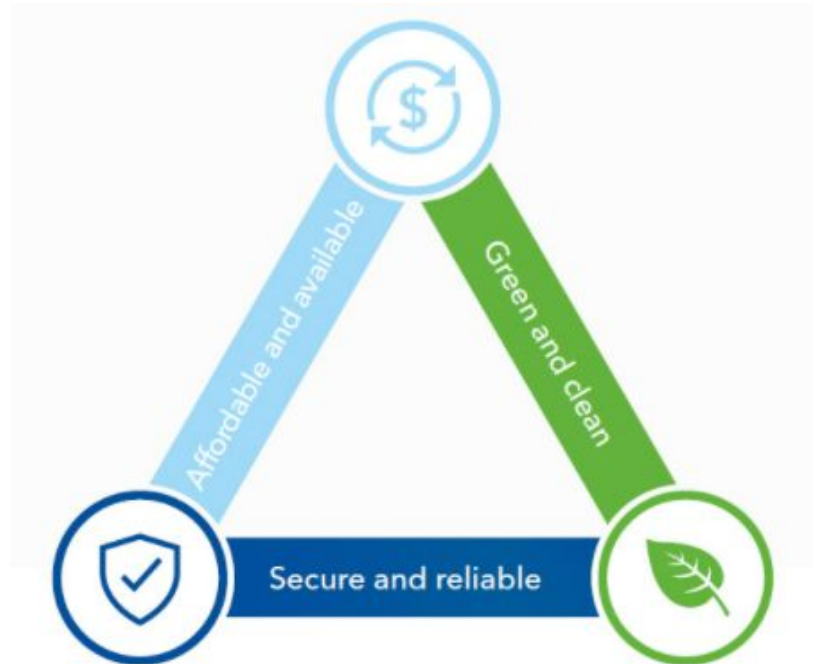 $
Affordable and available
Green and clean
Secure and reliable